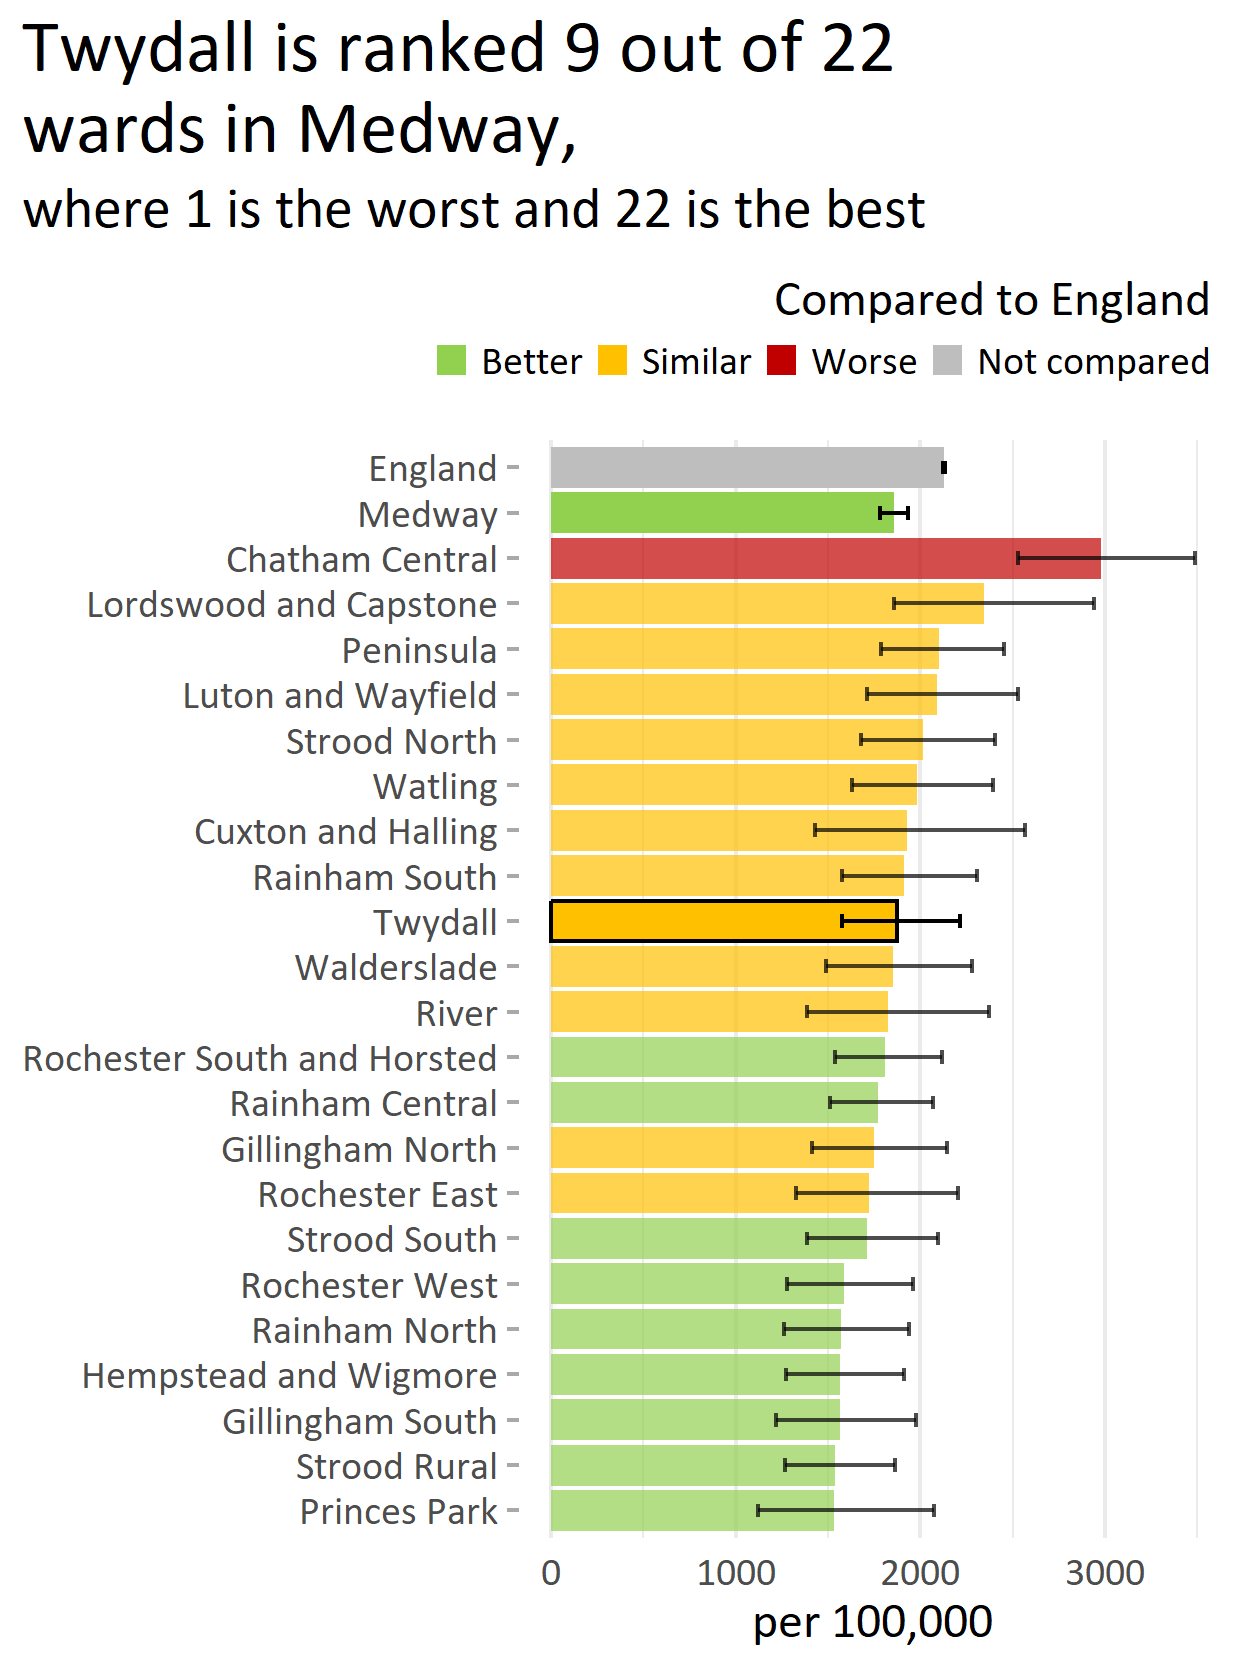 Twydall is ranked 9 out of 22
wards in Medway,
where 1 is the worst and 22 is the best
Compared to England
Better Similar Worse Not compared
England
Medway
Chatham Central
Lordswood and Capstone
Peninsula
Luton and Wayfield
Strood North
Watling
Cuxton and Halling
Rainham South
Twydall
Walderslade
River
Rochester South and Horsted
Rainham Central
Gillingham North
Rochester East
Strood South
Rochester West
Rainham North
Hempstead and Wigmore
Gillingham South
Strood Rural
Princes Park
0 1000 2000 3000
per 100,000